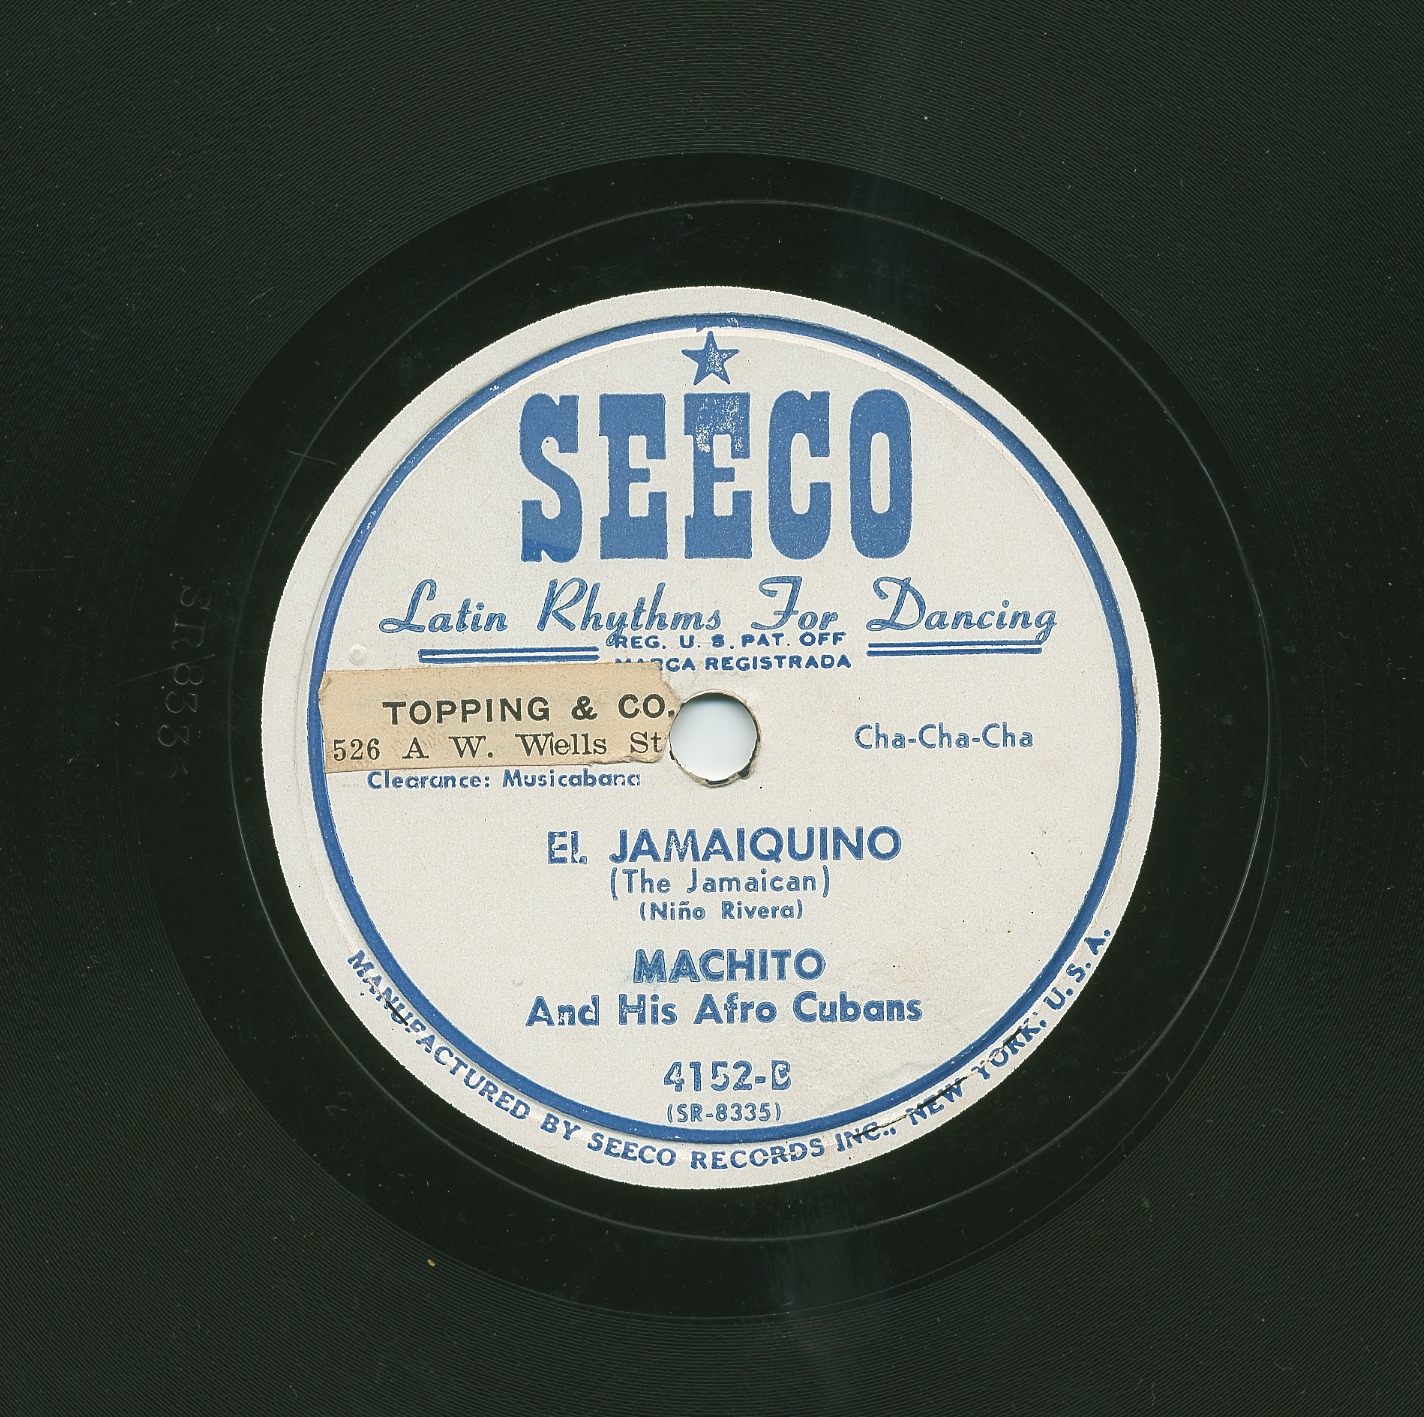 SEECO
Latin Rhythms For Dancing
REG. U. S. PAT. OFF
MARCA REGISTRADA
TOPPING & CO.
526 A W. Wells St
Cha-Cha-Cha
Clearance: Musicabana
EL JAMAIQUINO
(The Jamaican)
(Niño Rivera)
MACHITO
And His Afro Cubans
4152-B
(SR-8335)
MANUFACTURED BY SEECO RECORDS INC., NEW YORK, U. S. A.
SR8335